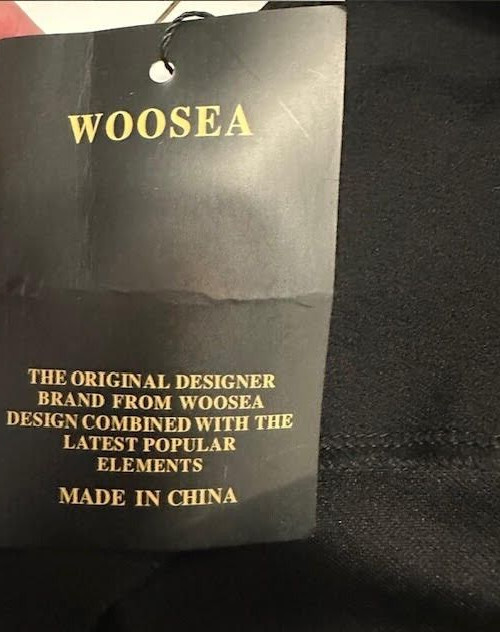 WOOSEA
THE ORIGINAL DESIGNER
BRAND FROM WOOSEA
DESIGN COMBINED WITH THE
LATEST POPULAR
ELEMENTS
MADE IN CHINA